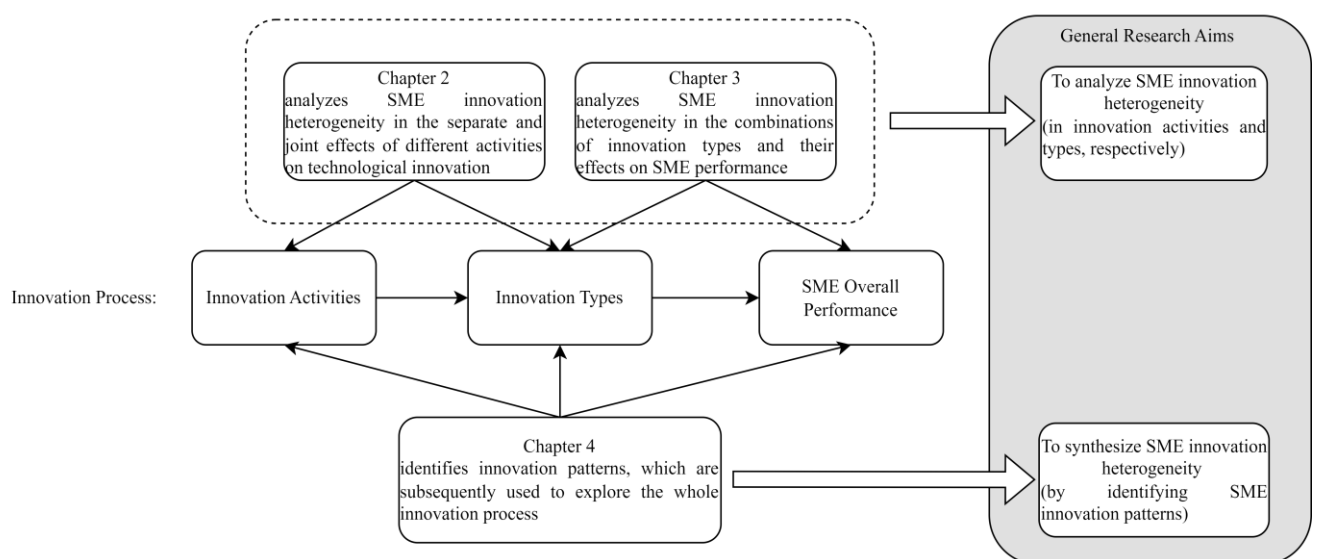 General Research Aims
Chapter 2
analyzes SME innovation
heterogeneity in the separate and
joint effects of different activities
on technological innovation
Chapter 3
analyzes SME innovation
heterogeneity in the combinations
of innovation types and their
effects on SME performance
To analyze SME innovation
heterogeneity
(in innovation activities and
types, respectively)
Innovation Process:
Innovation Activities
Innovation Types
SME Overall
Performance
Chapter 4
identifies innovation patterns, which are
subsequently used to explore the whole
innovation process
To synthesize SME innovation
heterogeneity
(by identifying SME
innovation patterns)